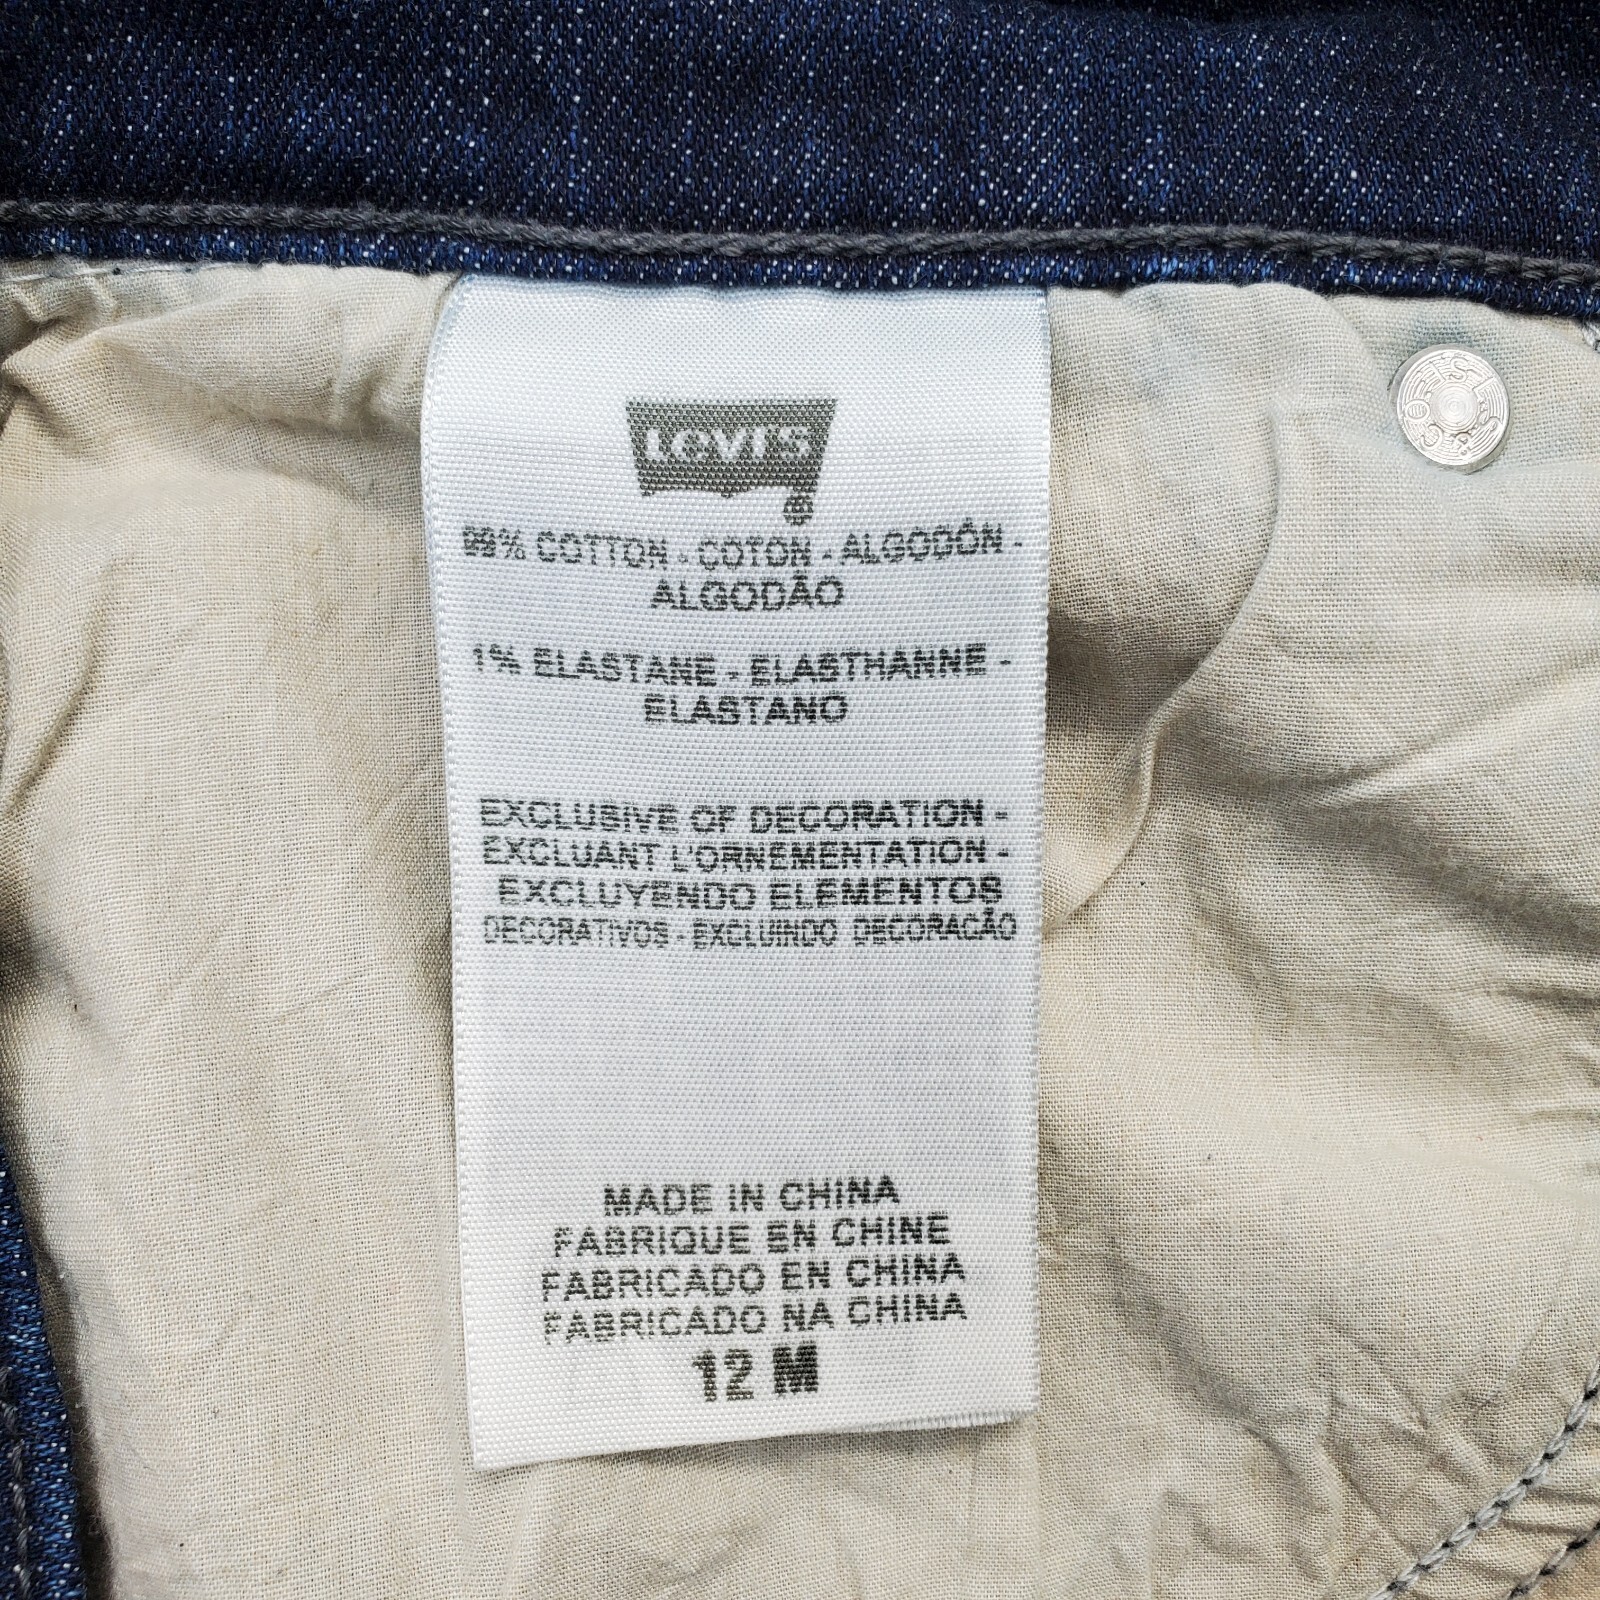 LEVI'S
®
99% COTTON - COTON - ALGODÓN -
ALGODÃO
1% ELASTANE - ELASTHANNE -
ELASTANO
EXCLUSIVE OF DECORATION -
EXCLUANT L'ORNEMENTATION -
EXCLUYENDO ELEMENTOS
DECORATIVOS - EXCLUINDO DECORAÇÃO
MADE IN CHINA
FABRIQUE EN CHINE
FABRICADO EN CHINA
FABRICADO NA CHINA
12 M